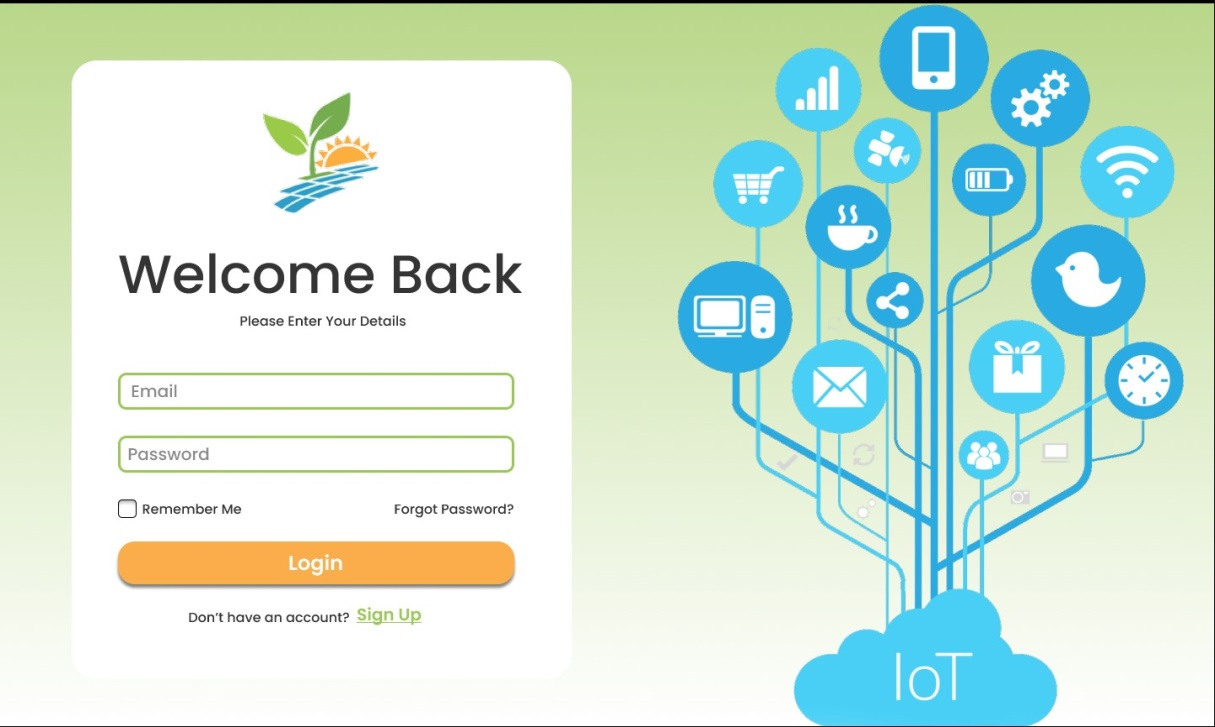 Welcome Back
Please Enter Your Details
Email
Password
Remember Me
Forgot Password?
Login
Don’t have an account? Sign Up
IoT